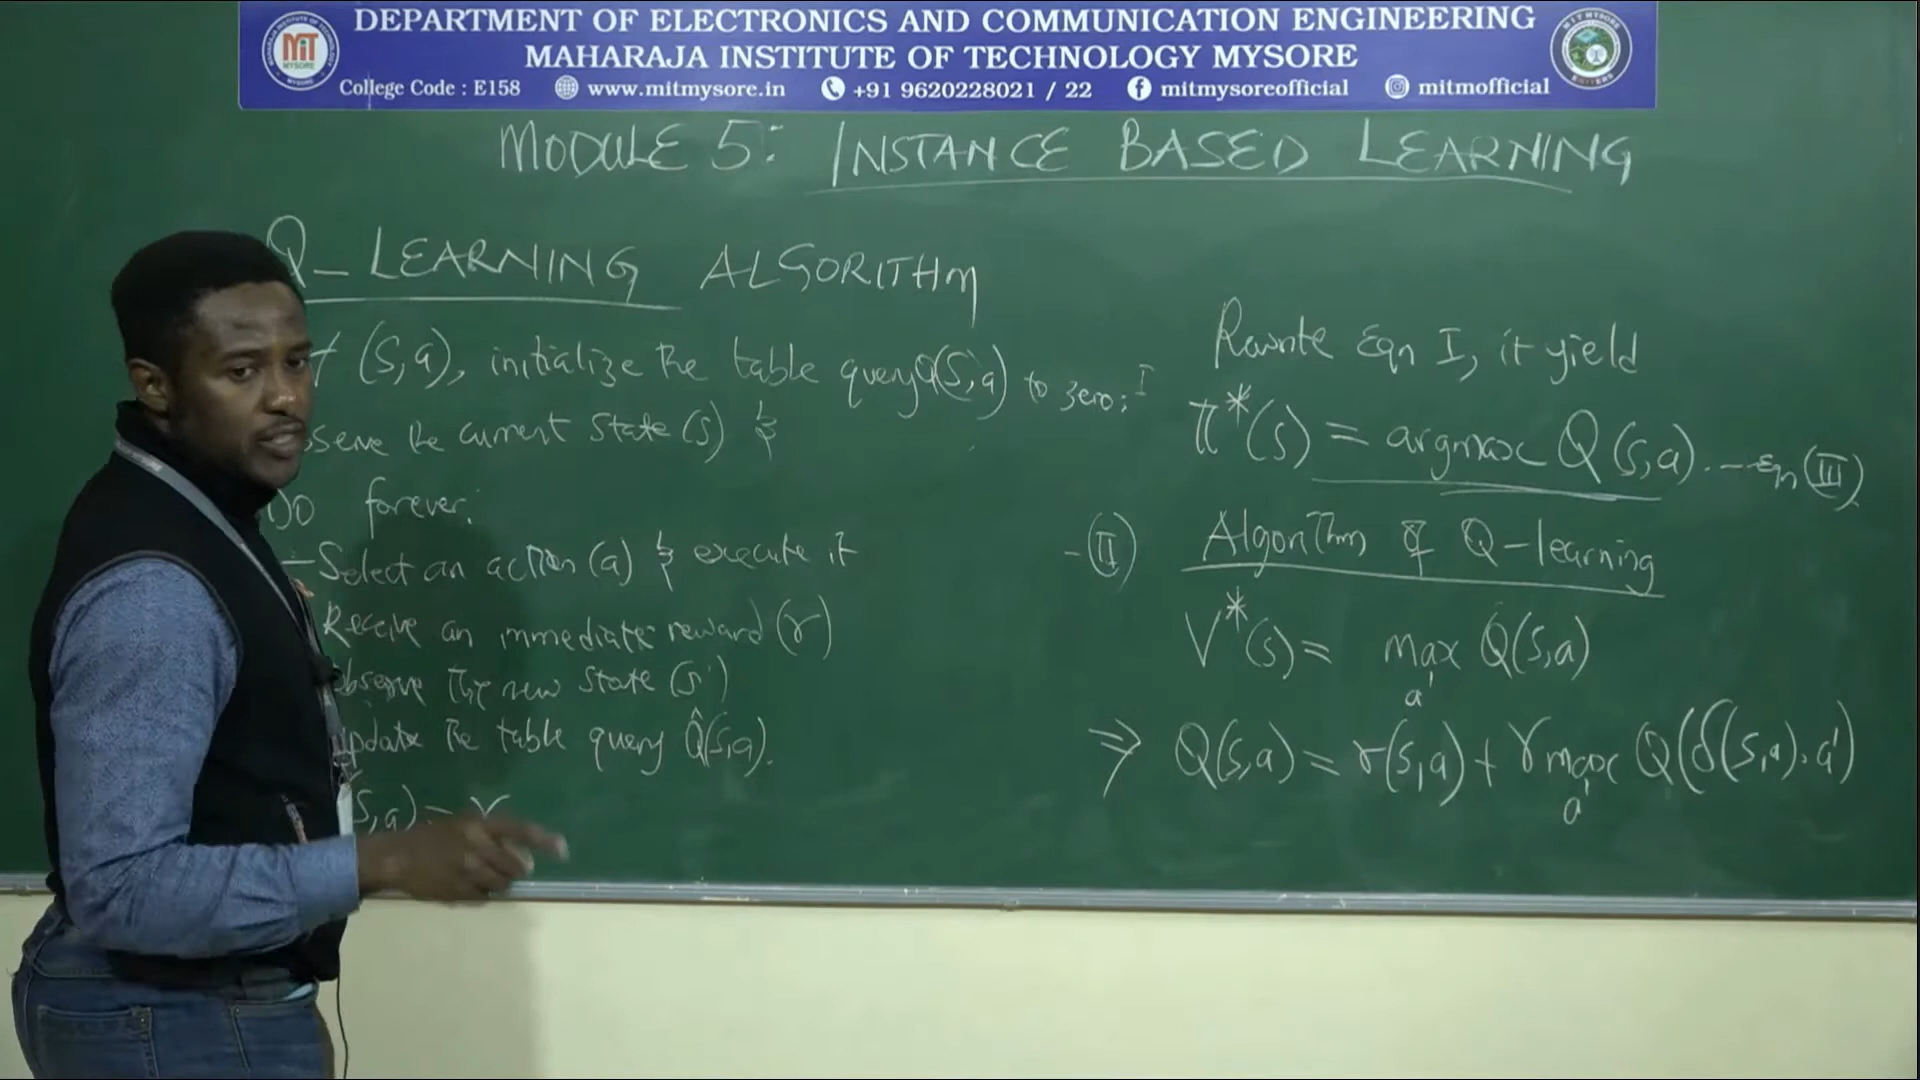 DEPARTMENT OF ELECTRONICS AND COMMUNICATION ENGINEERING
MAHARAJA INSTITUTE OF TECHNOLOGY MYSORE
College Code : E158 www.mitmysore.in +91 9620228021 / 22 mitmysoreofficial mitmofficial
MIT
MYSORE
MODULE 5: INSTANCE BASED LEARNING
Q-LEARNING ALGORITHM
(S,a), initialize the table query Q(S,a) to zero;
serve the current state (s) &
Do forever:
- Select an action (a) & execute it
Receive an immediate reward (r)
observe the new state (s')
update the table query Q̂(s,a).
s,a) = r
Rewrite Eqn I, it yield
π*(s) = argmax Q(s,a). -- Eqn (III)
-(II) Algorithm of Q-learning
V*(s) = max Q(s,a)
a'
⇒ Q(s,a) = r(s,a) + γ max Q(δ(s,a), a')
a'